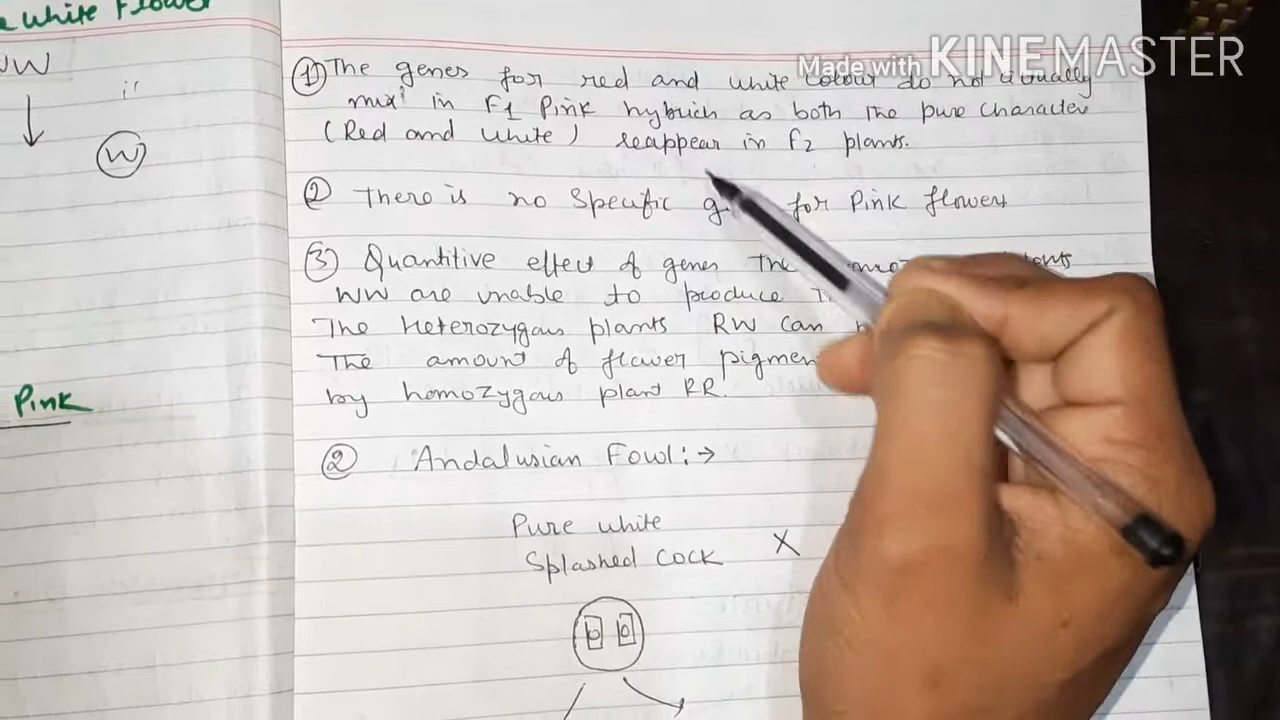 White Flower
WW
W
Pink
Made with KINEMASTER
① The genes for red and white colour do not
mix in F1 Pink hybrids as both the pure character
(Red and White) reappear in F2 plants.
② There is no Specific for Pink flowers
③ Quantitive effect of genes The
WW are unable to produce
The Heterozygous plants RW can
The amount of flower
by homozygous plant RR.
② Andalusian Fowl:→
Pure white
Splashed Cock X
b b